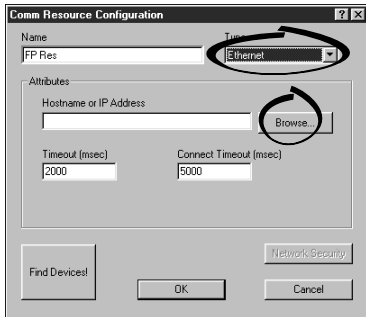 Comm Resource Configuration
Name
Type
FP Res
Ethernet
Attributes
Hostname or IP Address
Browse...
Timeout (msec)
Connect Timeout (msec)
2000
5000
Find Devices!
Network Security
OK
Cancel